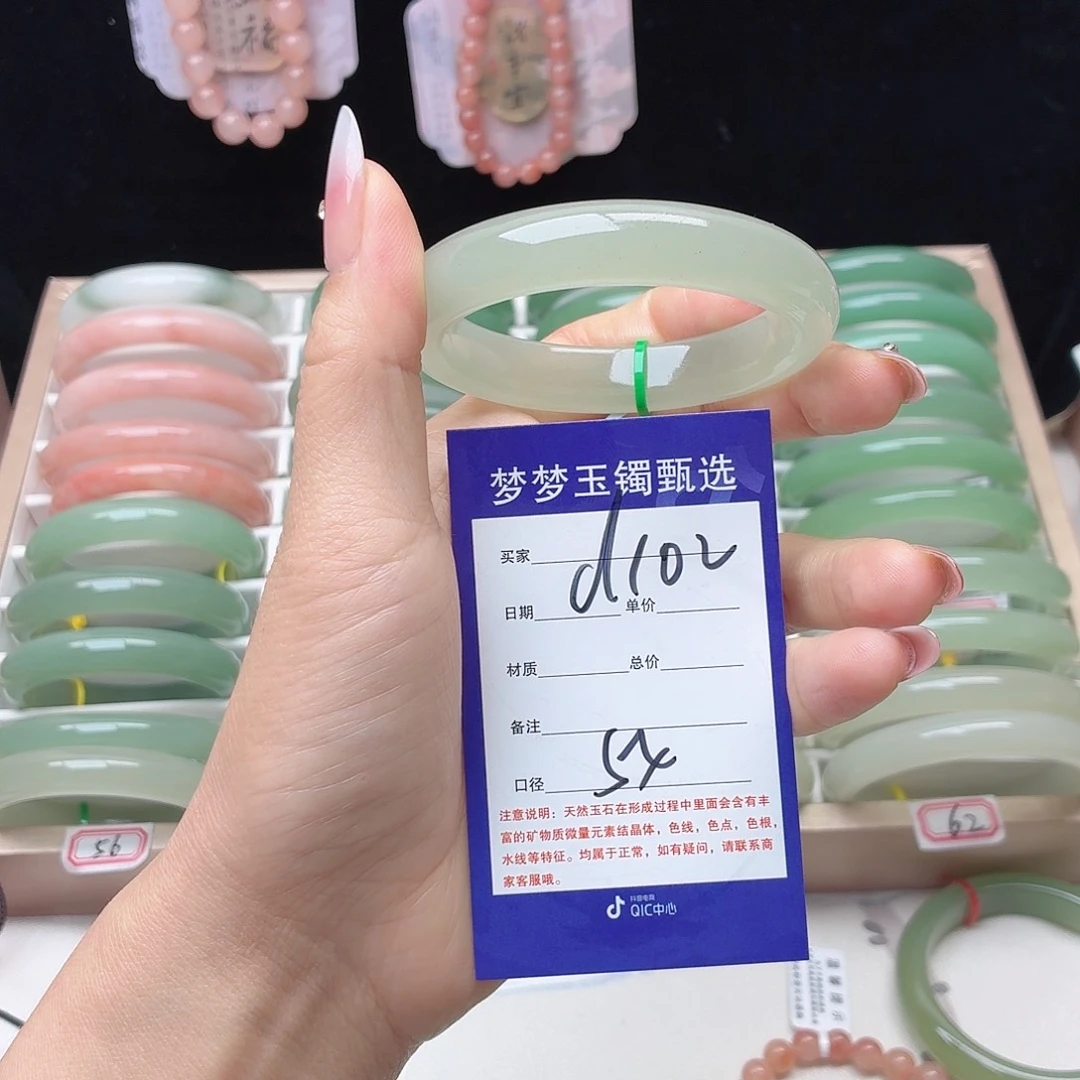 梦梦玉镯甄选
买家
d102
日期 单价
材质 总价
备注
口径 54
注意说明：天然玉石在形成过程中里面会含有丰
富的矿物质微量元素结晶体，色线，色点，色根，
水线等特征。均属于正常，如有疑问，请联系商
家客服哦。
抖音电商
QIC中心
56
62